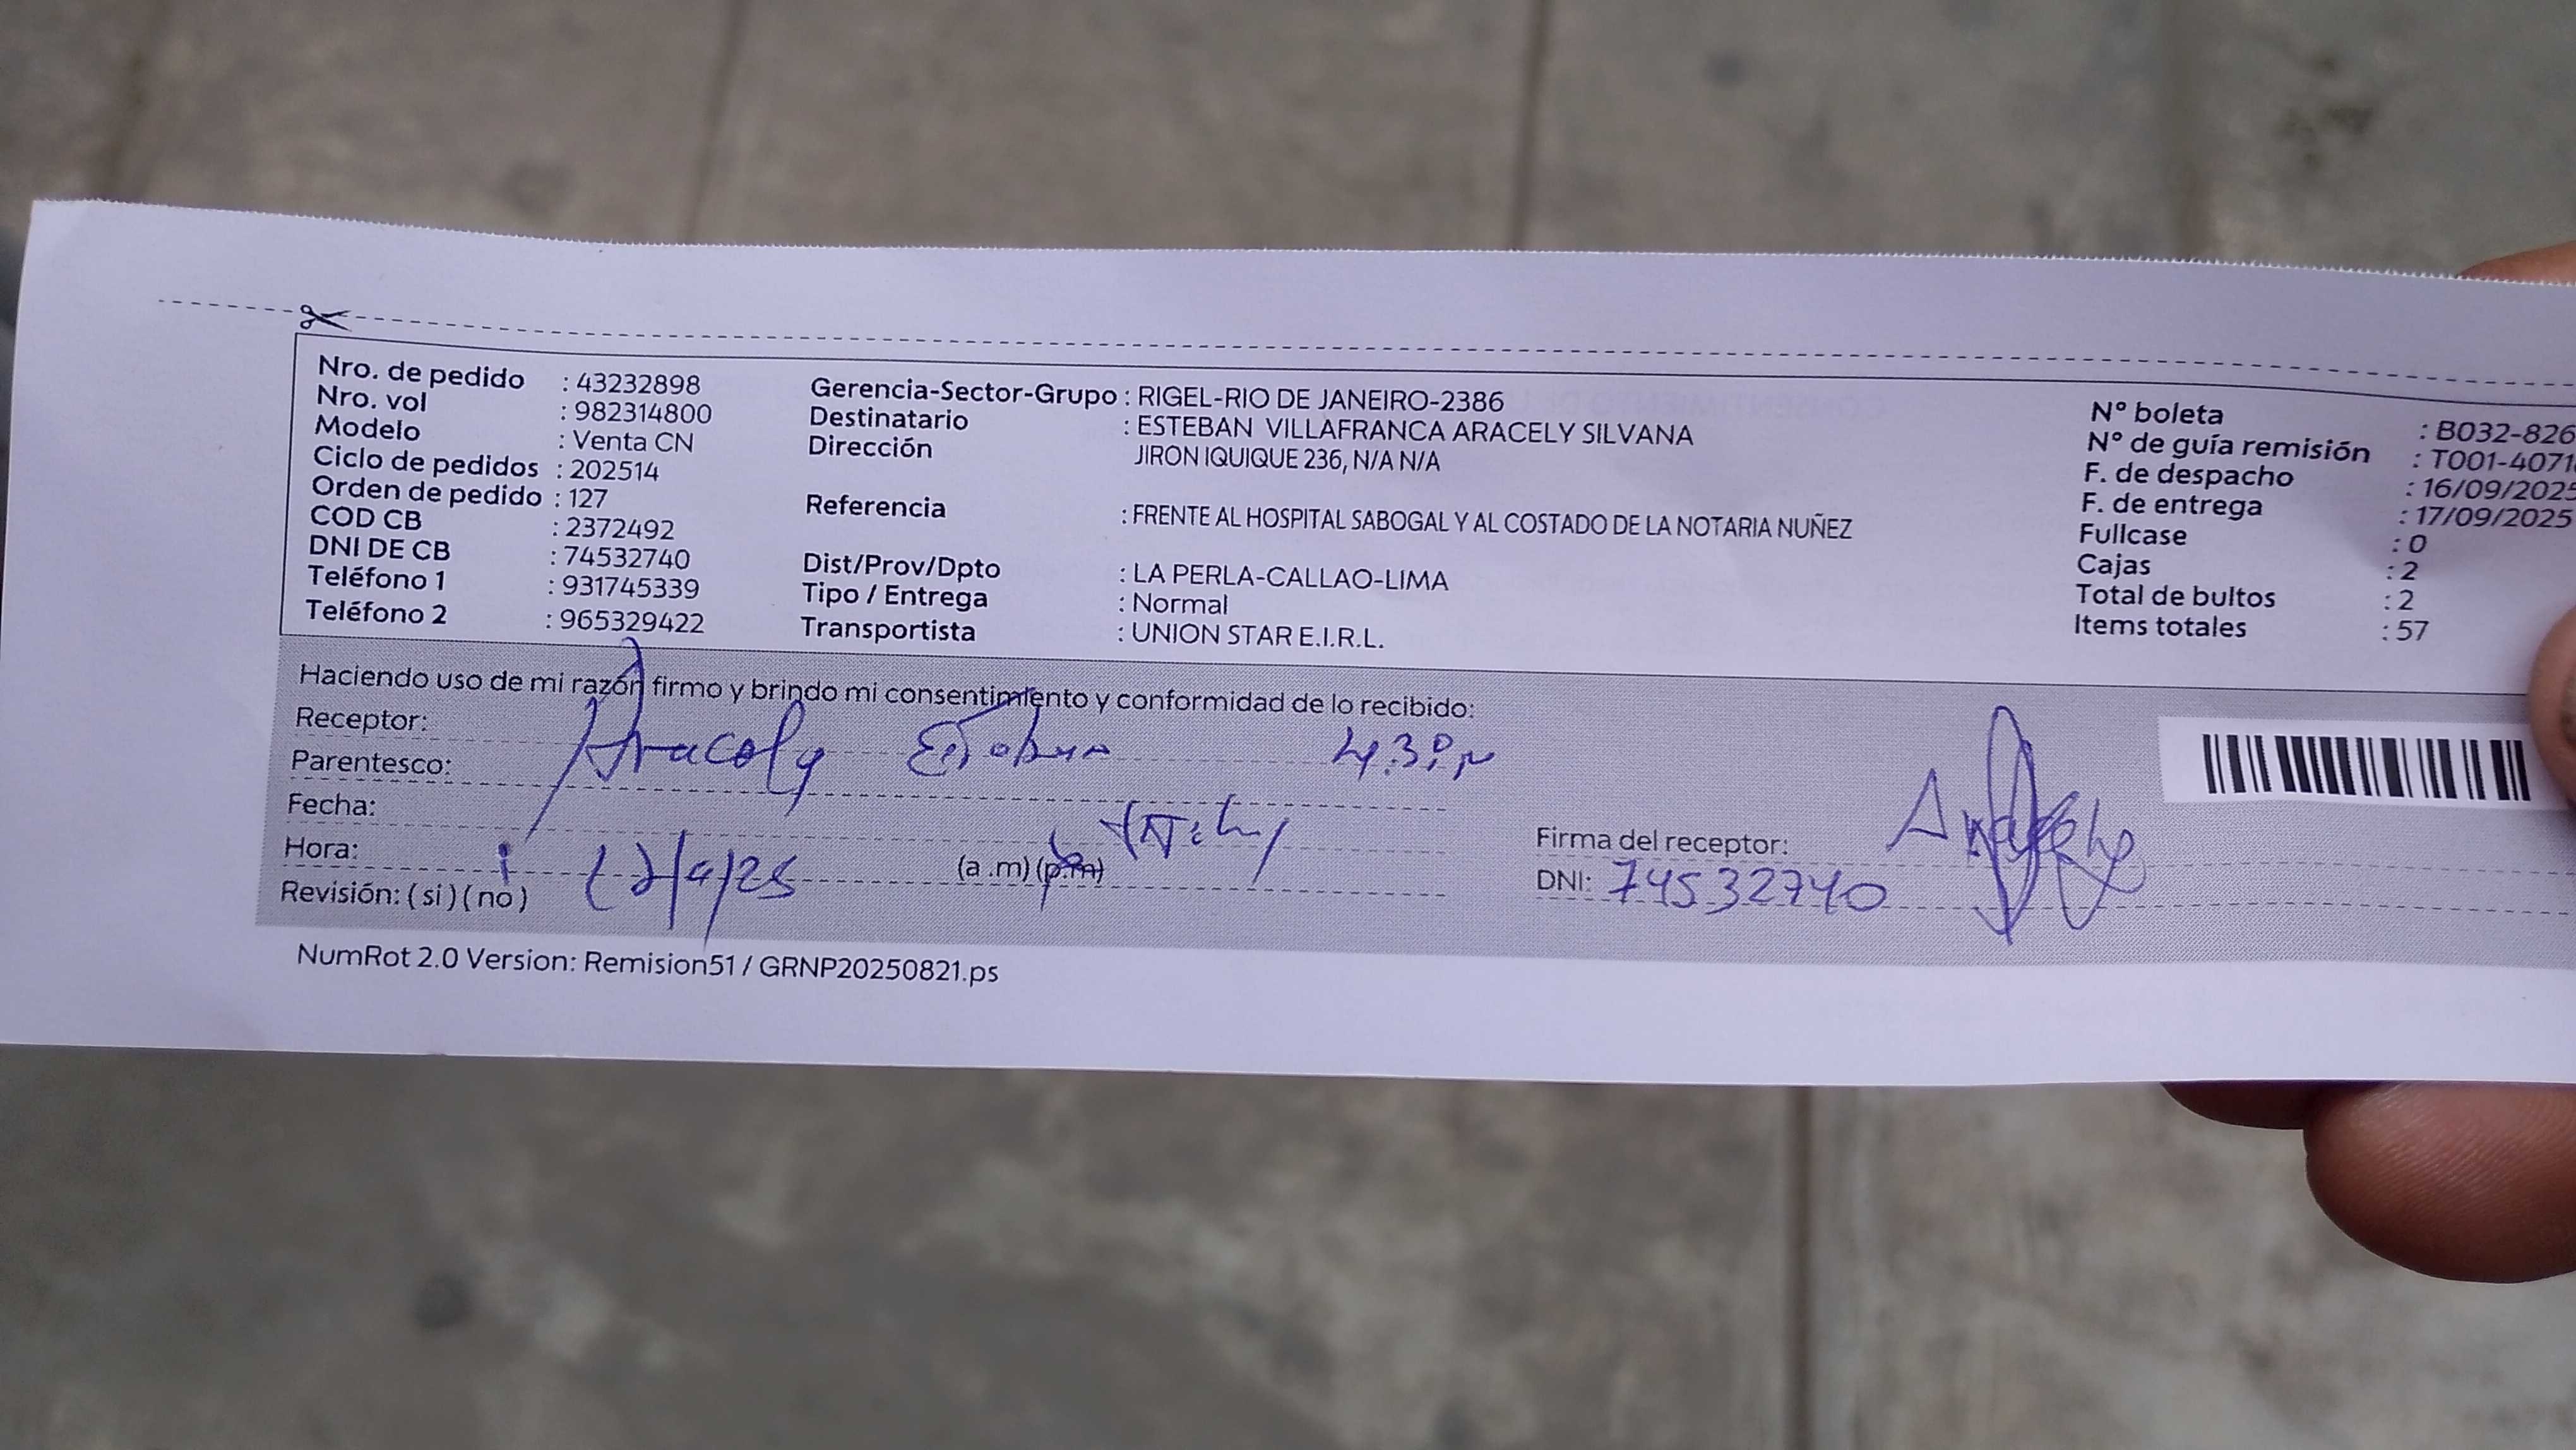 Nro. de pedido : 43232898
Nro. vol : 982314800
Modelo : Venta CN
Ciclo de pedidos : 202514
Orden de pedido : 127
COD CB : 2372492
DNI DE CB : 74532740
Teléfono 1 : 931745339
Teléfono 2 : 965329422
Gerencia-Sector-Grupo : RIGEL-RIO DE JANEIRO-2386
Destinatario : ESTEBAN VILLAFRANCA ARACELY SILVANA
Dirección JIRON IQUIQUE 236, N/A N/A
Referencia : FRENTE AL HOSPITAL SABOGAL Y AL COSTADO DE LA NOTARIA NUÑEZ
Dist/Prov/Dpto : LA PERLA-CALLAO-LIMA
Tipo / Entrega : Normal
Transportista : UNION STAR E.I.R.L.
N° boleta : B032-826
N° de guía remisión : T001-4071
F. de despacho : 16/09/2025
F. de entrega : 17/09/2025
Fullcase : 0
Cajas : 2
Total de bultos : 2
Items totales : 57
Haciendo uso de mi razón firmo y brindo mi consentimiento y conformidad de lo recibido:
Receptor: Aracely
Parentesco:
Fecha:
Hora: (a .m) (p.m)
Revisión: ( si ) ( no )
Firma del receptor: Aracely
DNI: 74532740
NumRot 2.0 Version: Remision51 / GRNP20250821.ps